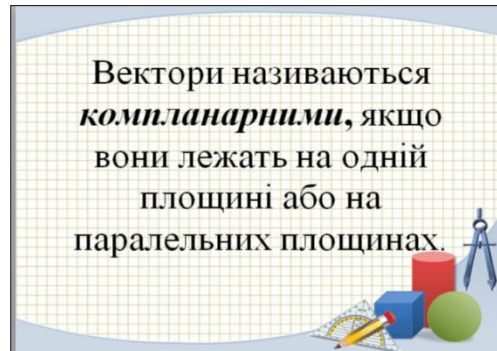 Вектори називаються
компланарними, якщо
вони лежать на одній
площині або на
паралельних площинах.